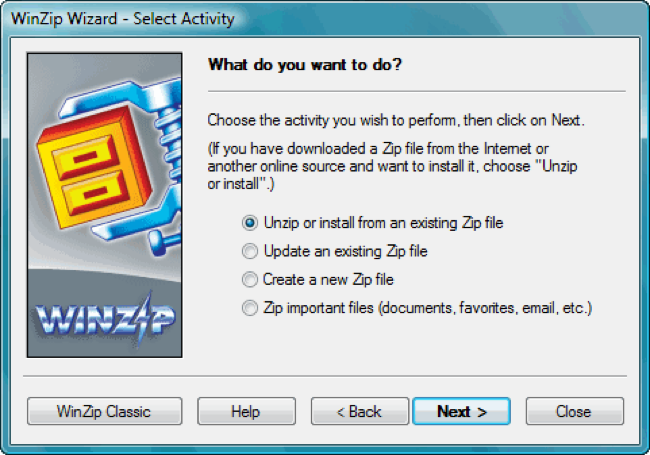 WinZip Wizard - Select Activity
What do you want to do?
Choose the activity you wish to perform, then click on Next.
(If you have downloaded a Zip file from the Internet or
another online source and want to install it, choose "Unzip
or install".)
Unzip or install from an existing Zip file
Update an existing Zip file
Create a new Zip file
Zip important files (documents, favorites, email, etc.)
WINZIP
WinZip Classic
Help
< Back
Next >
Close